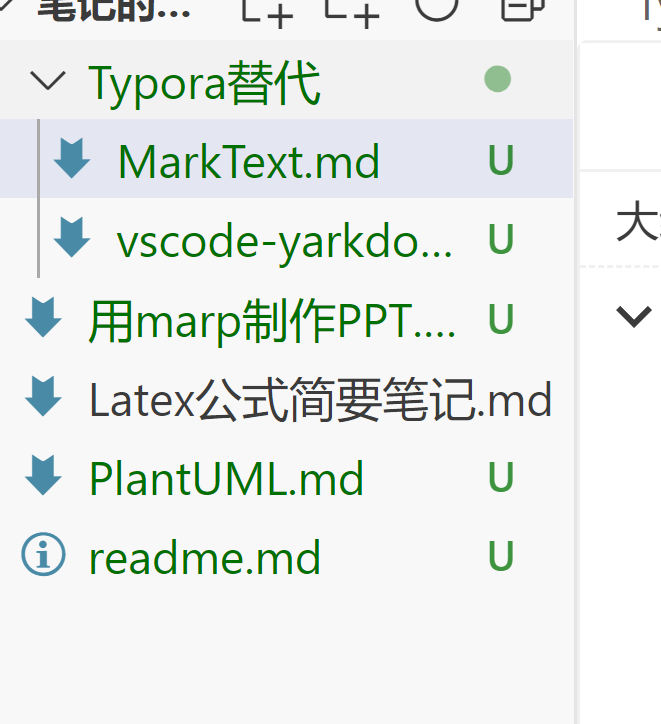 笔记的...
Typora替代
MarkText.md U
vscode-yarkdo... U
用marp制作PPT.... U
Latex公式简要笔记.md
PlantUML.md U
readme.md U
大